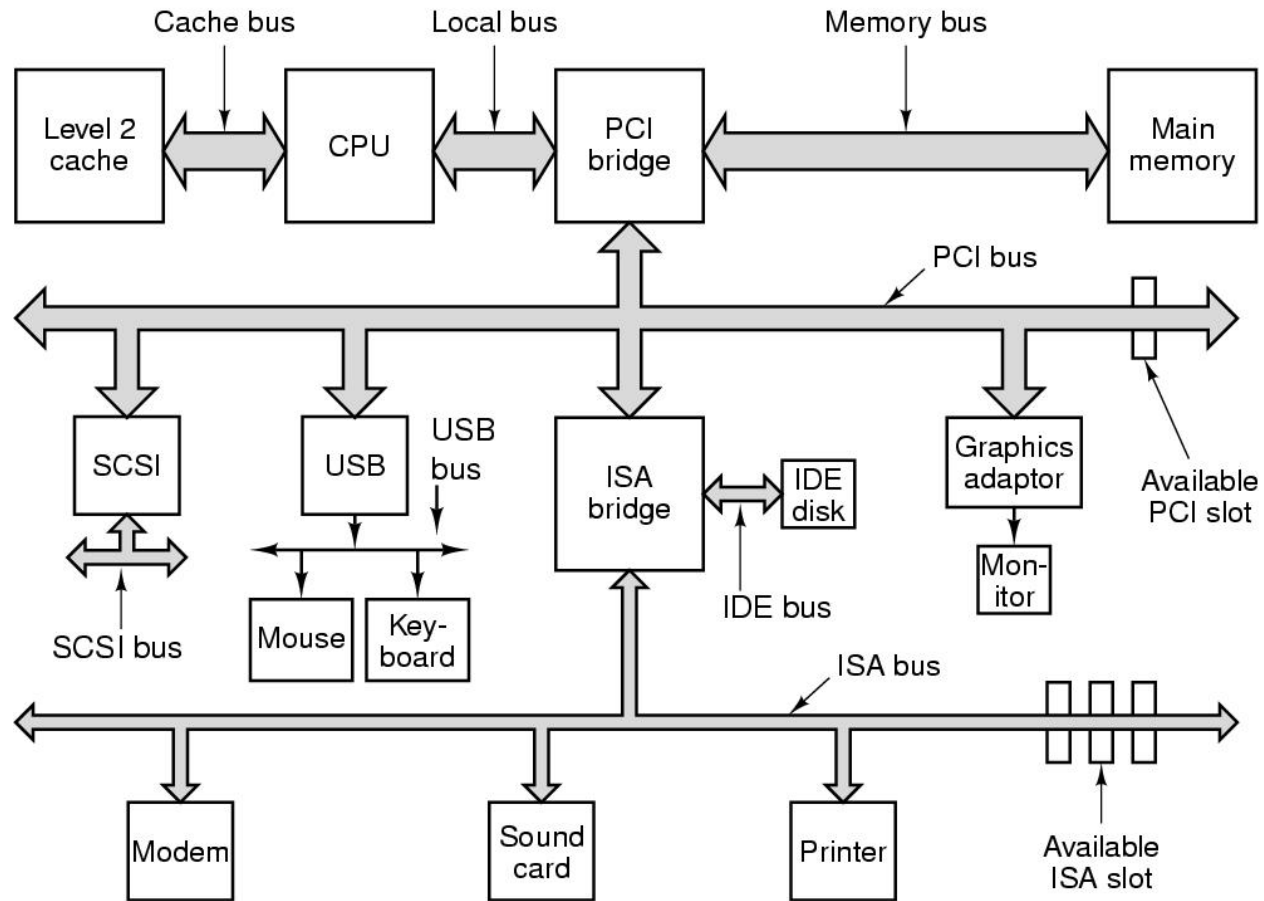 Cache bus
Local bus
Memory bus
Level 2
cache
CPU
PCI
bridge
Main
memory
PCI bus
SCSI
USB
USB
bus
ISA
bridge
IDE
disk
Graphics
adaptor
Available
PCI slot
Mon-
itor
IDE bus
SCSI bus
Mouse
Key-
board
ISA bus
Modem
Sound
card
Printer
Available
ISA slot